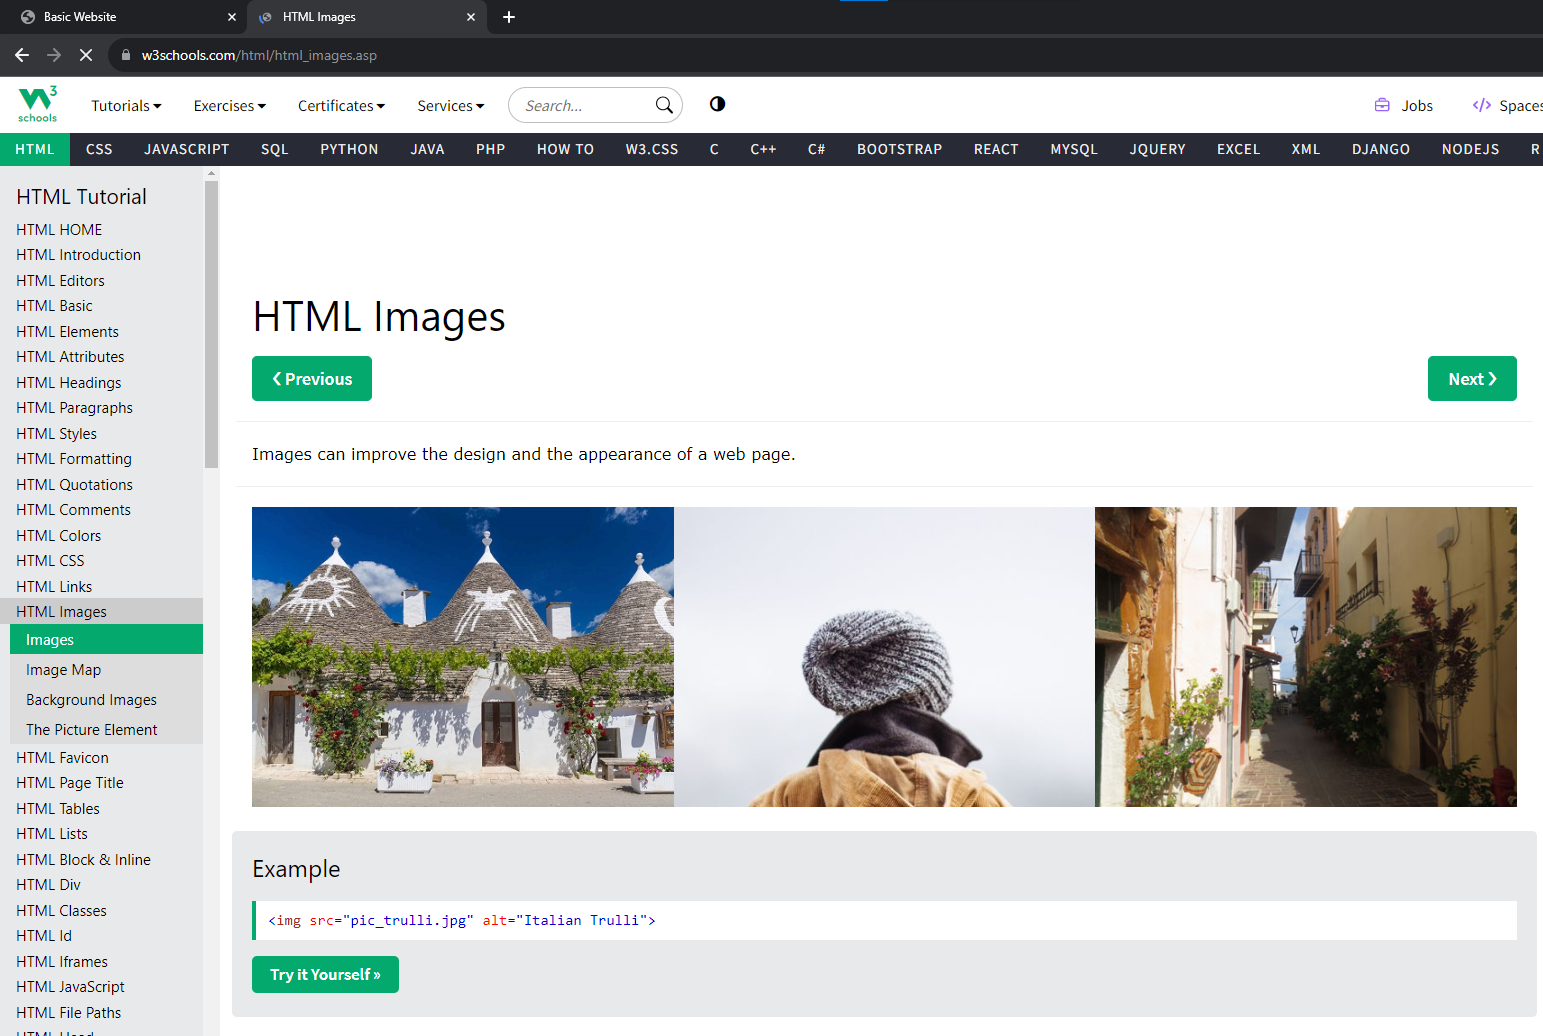 Basic Website
HTML Images
w3schools.com/html/html_images.asp
3
schools
Tutorials
Exercises
Certificates
Services
Search...
Jobs
Spaces
HTML
CSS
JAVASCRIPT
SQL
PYTHON
JAVA
PHP
HOW TO
W3.CSS
C
C++
C#
BOOTSTRAP
REACT
MYSQL
JQUERY
EXCEL
XML
DJANGO
NODEJS
R
HTML Tutorial
HTML HOME
HTML Introduction
HTML Editors
HTML Basic
HTML Elements
HTML Attributes
HTML Headings
HTML Paragraphs
HTML Styles
HTML Formatting
HTML Quotations
HTML Comments
HTML Colors
HTML CSS
HTML Links
HTML Images
Images
Image Map
Background Images
The Picture Element
HTML Favicon
HTML Page Title
HTML Tables
HTML Lists
HTML Block & Inline
HTML Div
HTML Classes
HTML Id
HTML Iframes
HTML JavaScript
HTML File Paths
HTML Head
HTML Images
❮ Previous
Next ❯
Images can improve the design and the appearance of a web page.
Example
<img src="pic_trulli.jpg" alt="Italian Trulli">
Try it Yourself »